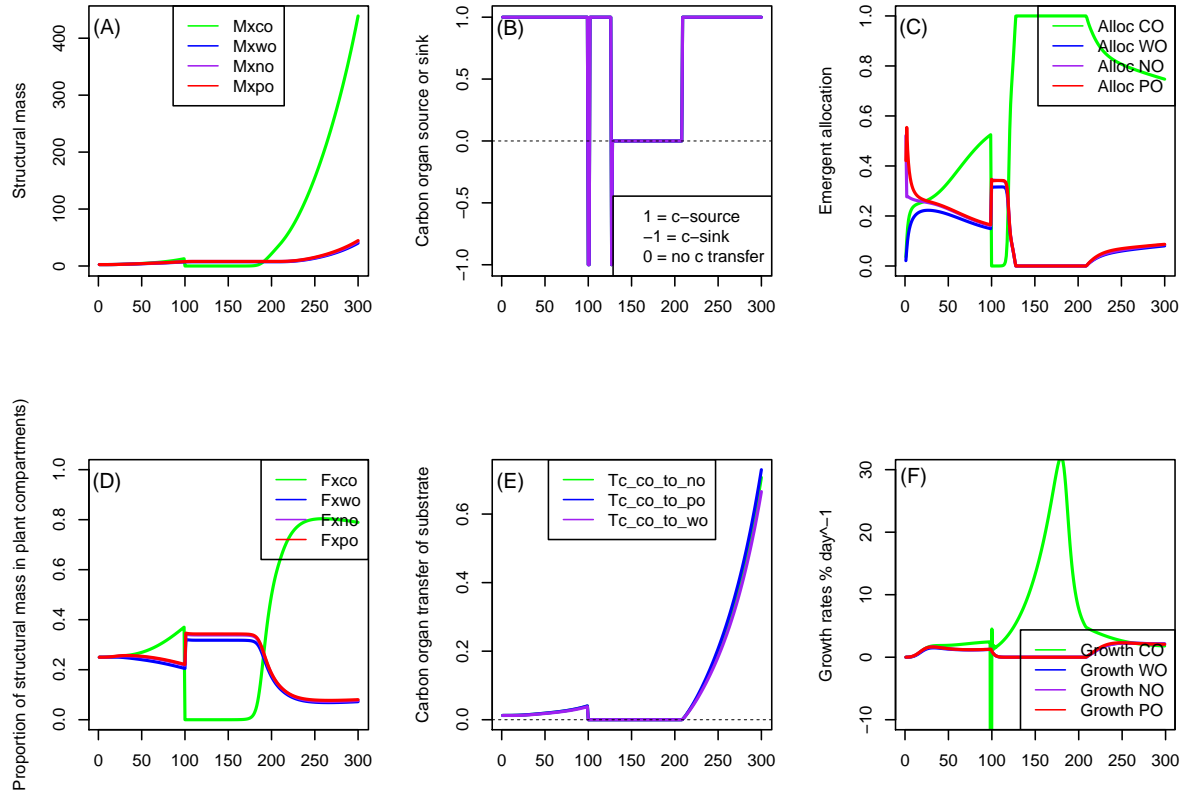 (A)
Mxco
Mxwo
Mxno
Mxpo
Structural mass
0 100 200 300 400
0 50 100 150 200 250 300
(B)
Carbon organ source or sink
−1.0 −0.5 0.0 0.5 1.0
1 = c−source
−1 = c−sink
0 = no c transfer
0 50 100 150 200 250 300
(C)
Alloc CO
Alloc WO
Alloc NO
Alloc PO
Emergent allocation
0.0 0.2 0.4 0.6 0.8 1.0
0 50 100 150 200 250 300
(D)
Fxco
Fxwo
Fxno
Fxpo
Proportion of structural mass in plant compartments)
0.0 0.2 0.4 0.6 0.8 1.0
0 50 100 150 200 250 300
(E)
Tc_co_to_no
Tc_co_to_po
Tc_co_to_wo
Carbon organ transfer of substrate
0.0 0.2 0.4 0.6
0 50 100 150 200 250 300
(F)
Growth rates % day^−1
−10 0 10 20 30
Growth CO
Growth WO
Growth NO
Growth PO
0 50 100 150 200 250 300